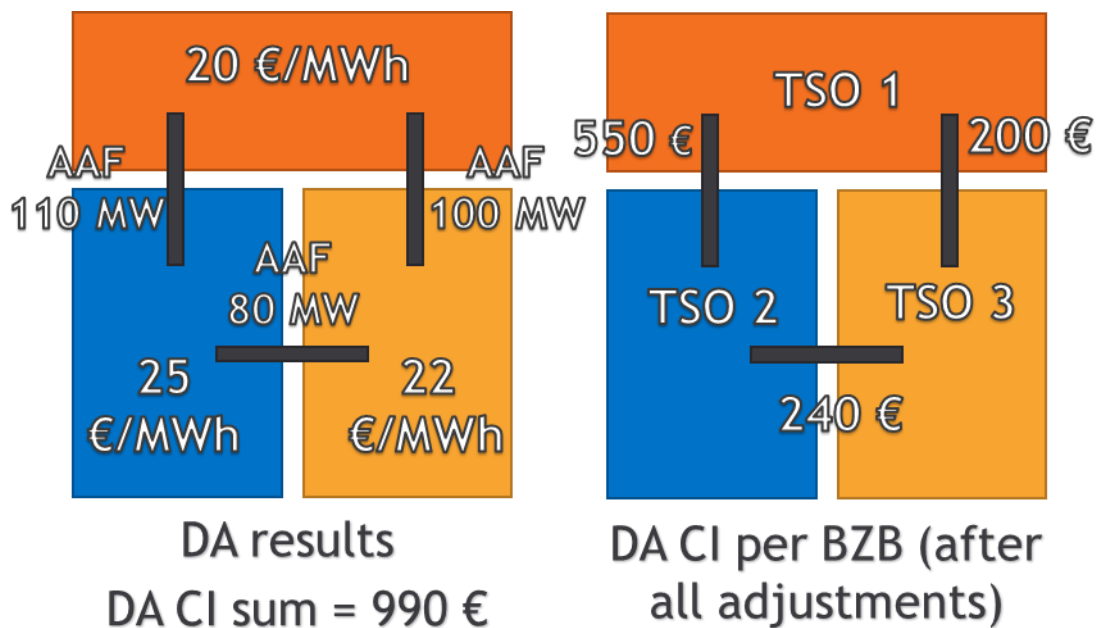 20 €/MWh
AAF
110 MW
AAF
100 MW
AAF
80 MW
25
€/MWh
22
€/MWh
DA results
DA CI sum = 990 €
TSO 1
550 €
200 €
TSO 2
TSO 3
240 €
DA CI per BZB (after
all adjustments)